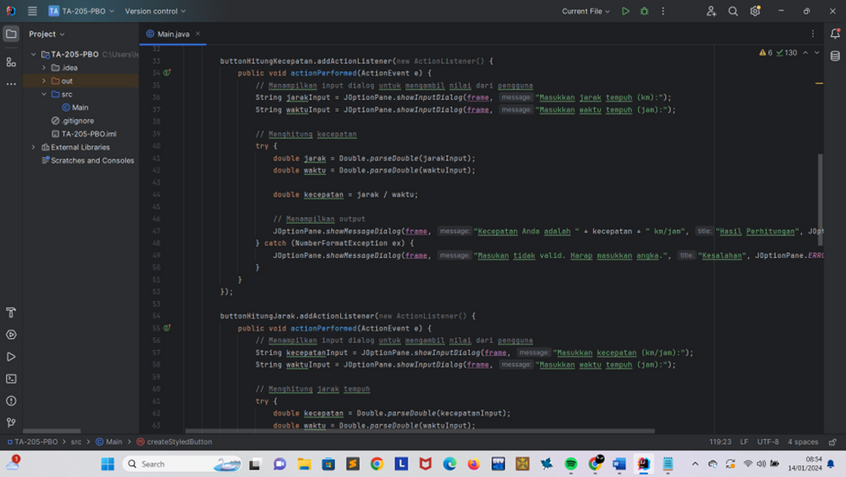 TA TA-205-PBO Version control Current File
Project
Main.java
TA-205-PBO
.idea
out
src
Main
.gitignore
TA-205-PBO.iml
External Libraries
Scratches and Consoles
6 130
32
33 buttonHitungKecepatan.addActionListener(new ActionListener() {
34 public void actionPerformed(ActionEvent e) {
35 // Menampilkan input dialog untuk mengambil nilai dari pengguna
36 String jarakInput = JOptionPane.showInputDialog(frame, message: "Masukkan jarak tempuh (km):");
37 String waktuInput = JOptionPane.showInputDialog(frame, message: "Masukkan waktu tempuh (jam):");
38
39 // Menghitung kecepatan
40 try {
41 double jarak = Double.parseDouble(jarakInput);
42 double waktu = Double.parseDouble(waktuInput);
43
44 double kecepatan = jarak / waktu;
45
46 // Menampilkan output
47 JOptionPane.showMessageDialog(frame, message: "Kecepatan Anda adalah " + kecepatan + " km/jam", title: "Hasil Perhitungan", JOpt
48 } catch (NumberFormatException ex) {
49 JOptionPane.showMessageDialog(frame, message: "Masukan tidak valid. Harap masukkan angka.", title: "Kesalahan", JOptionPane.ERRO
50 }
51 }
52 });
53
54 buttonHitungJarak.addActionListener(new ActionListener() {
55 public void actionPerformed(ActionEvent e) {
56 // Menampilkan input dialog untuk mengambil nilai dari pengguna
57 String kecepatanInput = JOptionPane.showInputDialog(frame, message: "Masukkan kecepatan (km/jam):");
58 String waktuInput = JOptionPane.showInputDialog(frame, message: "Masukkan waktu tempuh (jam):");
59
60 // Menghitung jarak tempuh
61 try {
62 double kecepatan = Double.parseDouble(kecepatanInput);
63 double waktu = Double.parseDouble(waktuInput);
TA-205-PBO > src > Main > createStyledButton 119:23 LF UTF-8 4 spaces
Search
08:54
14/01/2024